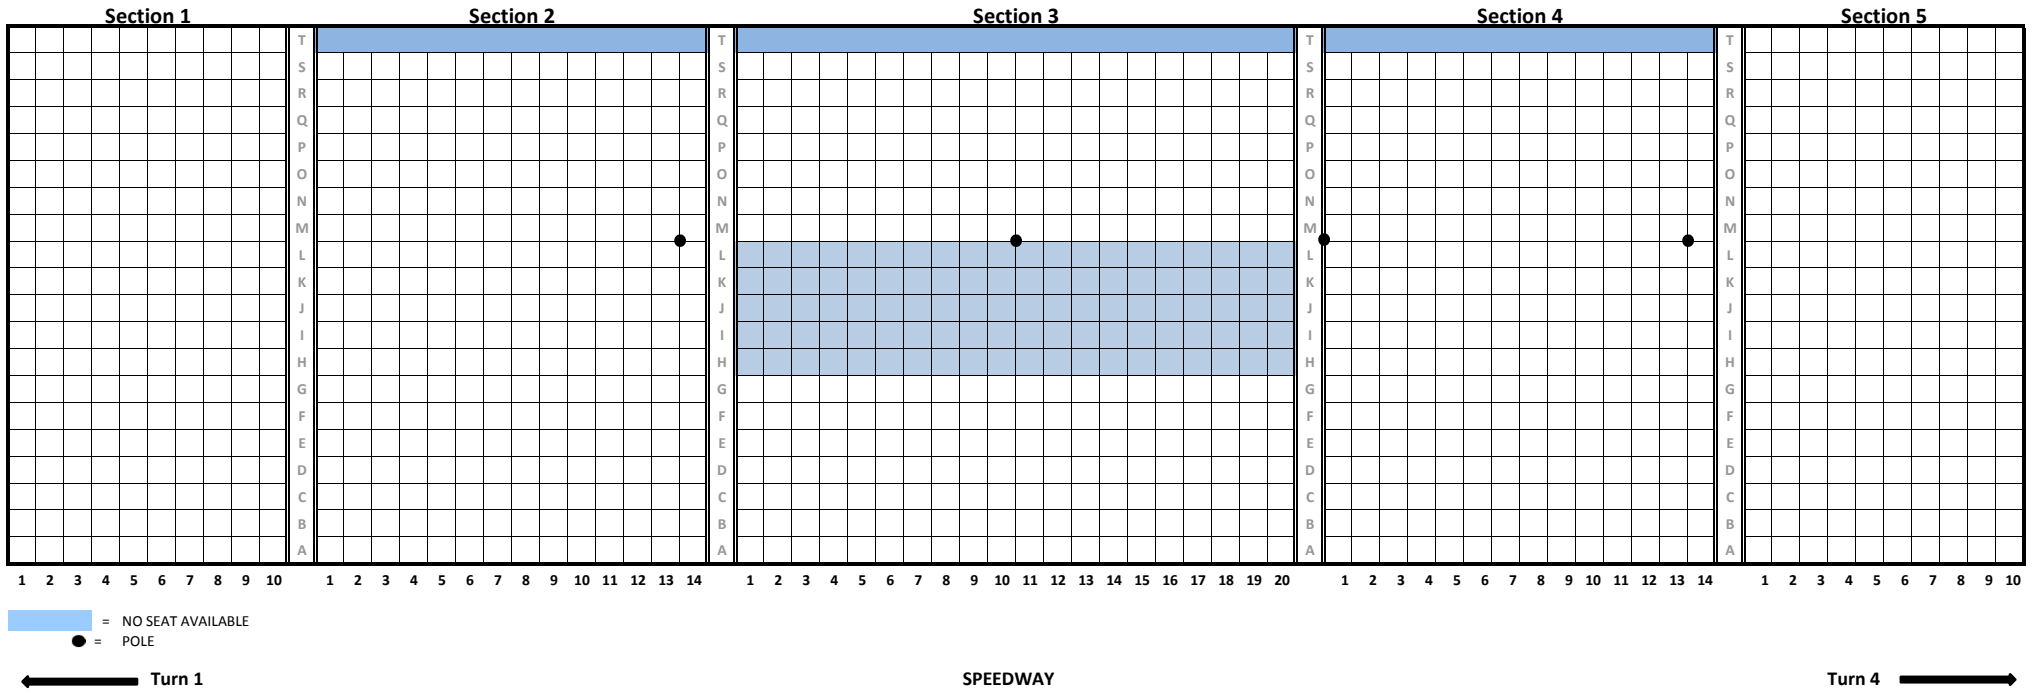 Section 1 Section 2 Section 3 Section 4 Section 5
T T T T
S S S S
R R R R
Q Q Q Q
P P P P
O O O O
N N N N
M M M M
L L L L
K K K K
J J J J
I I I I
H H H H
G G G G
F F F F
E E E E
D D D D
C C C C
B B B B
A A A A
1 2 3 4 5 6 7 8 9 10 1 2 3 4 5 6 7 8 9 10 11 12 13 14 1 2 3 4 5 6 7 8 9 10 11 12 13 14 15 16 17 18 19 20 1 2 3 4 5 6 7 8 9 10 11 12 13 14 1 2 3 4 5 6 7 8 9 10
= NO SEAT AVAILABLE
= POLE
Turn 1 SPEEDWAY Turn 4